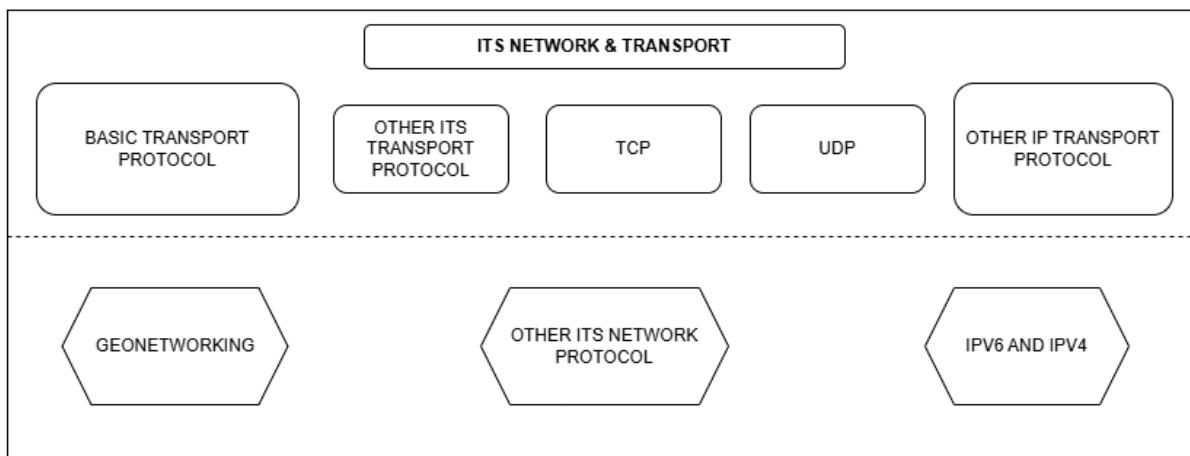 ITS NETWORK & TRANSPORT
BASIC TRANSPORT
PROTOCOL
OTHER ITS
TRANSPORT
PROTOCOL
TCP
UDP
OTHER IP TRANSPORT
PROTOCOL
GEONETWORKING
OTHER ITS NETWORK
PROTOCOL
IPV6 AND IPV4